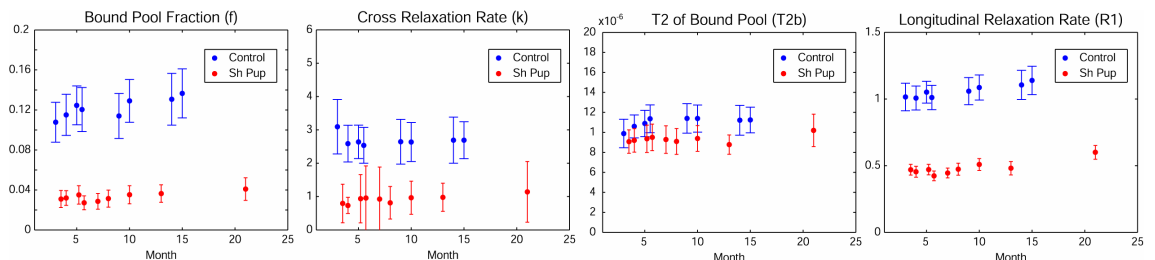 Bound Pool Fraction (f)
0.2
0.16
0.12
0.08
0.04
0
5
10
15
20
25
Month
Control
Sh Pup
Cross Relaxation Rate (k)
6
5
4
3
2
1
0
5
10
15
20
25
Month
Control
Sh Pup
T2 of Bound Pool (T2b)
x10-6
20
18
16
14
12
10
8
6
4
2
0
5
10
15
20
25
Month
Control
Sh Pup
Longitudinal Relaxation Rate (R1)
1.5
1
0.5
0
5
10
15
20
25
Month
Control
Sh Pup